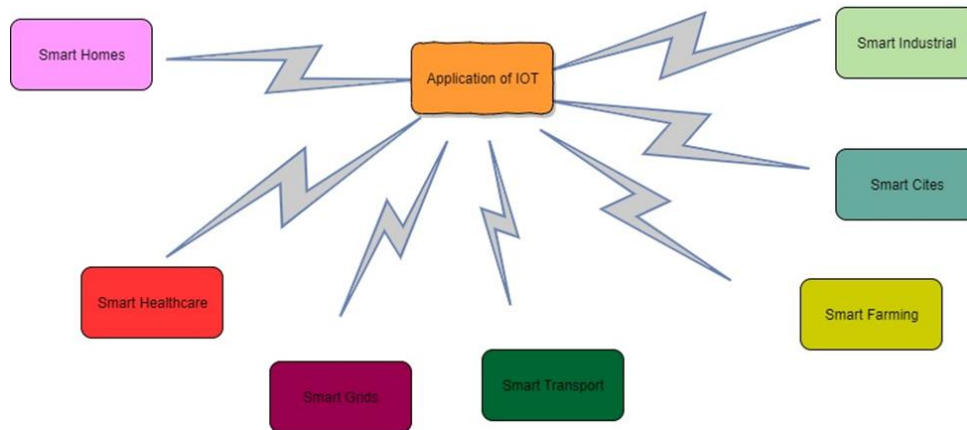 Smart Homes
Application of IOT
Smart Industrial
Smart Cites
Smart Healthcare
Smart Farming
Smart Grids
Smart Transport